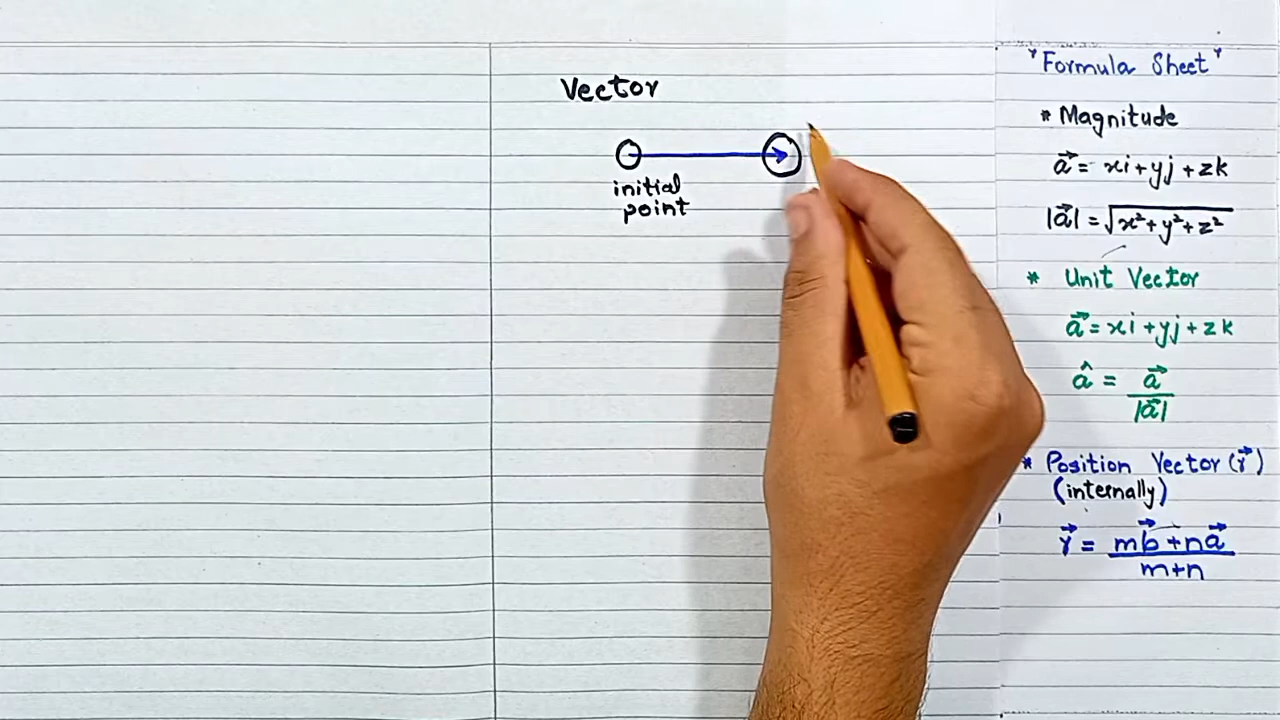 Vector
initial
point
"Formula Sheet"
* Magnitude
a⃗ = xi + yj + zk
|a⃗| = √x² + y² + z²
* Unit Vector
a⃗ = xi + yj + zk
â = a⃗ / |a⃗|
* Position Vector (r⃗)
(internally)
r⃗ = mb⃗ + na⃗ / m+n